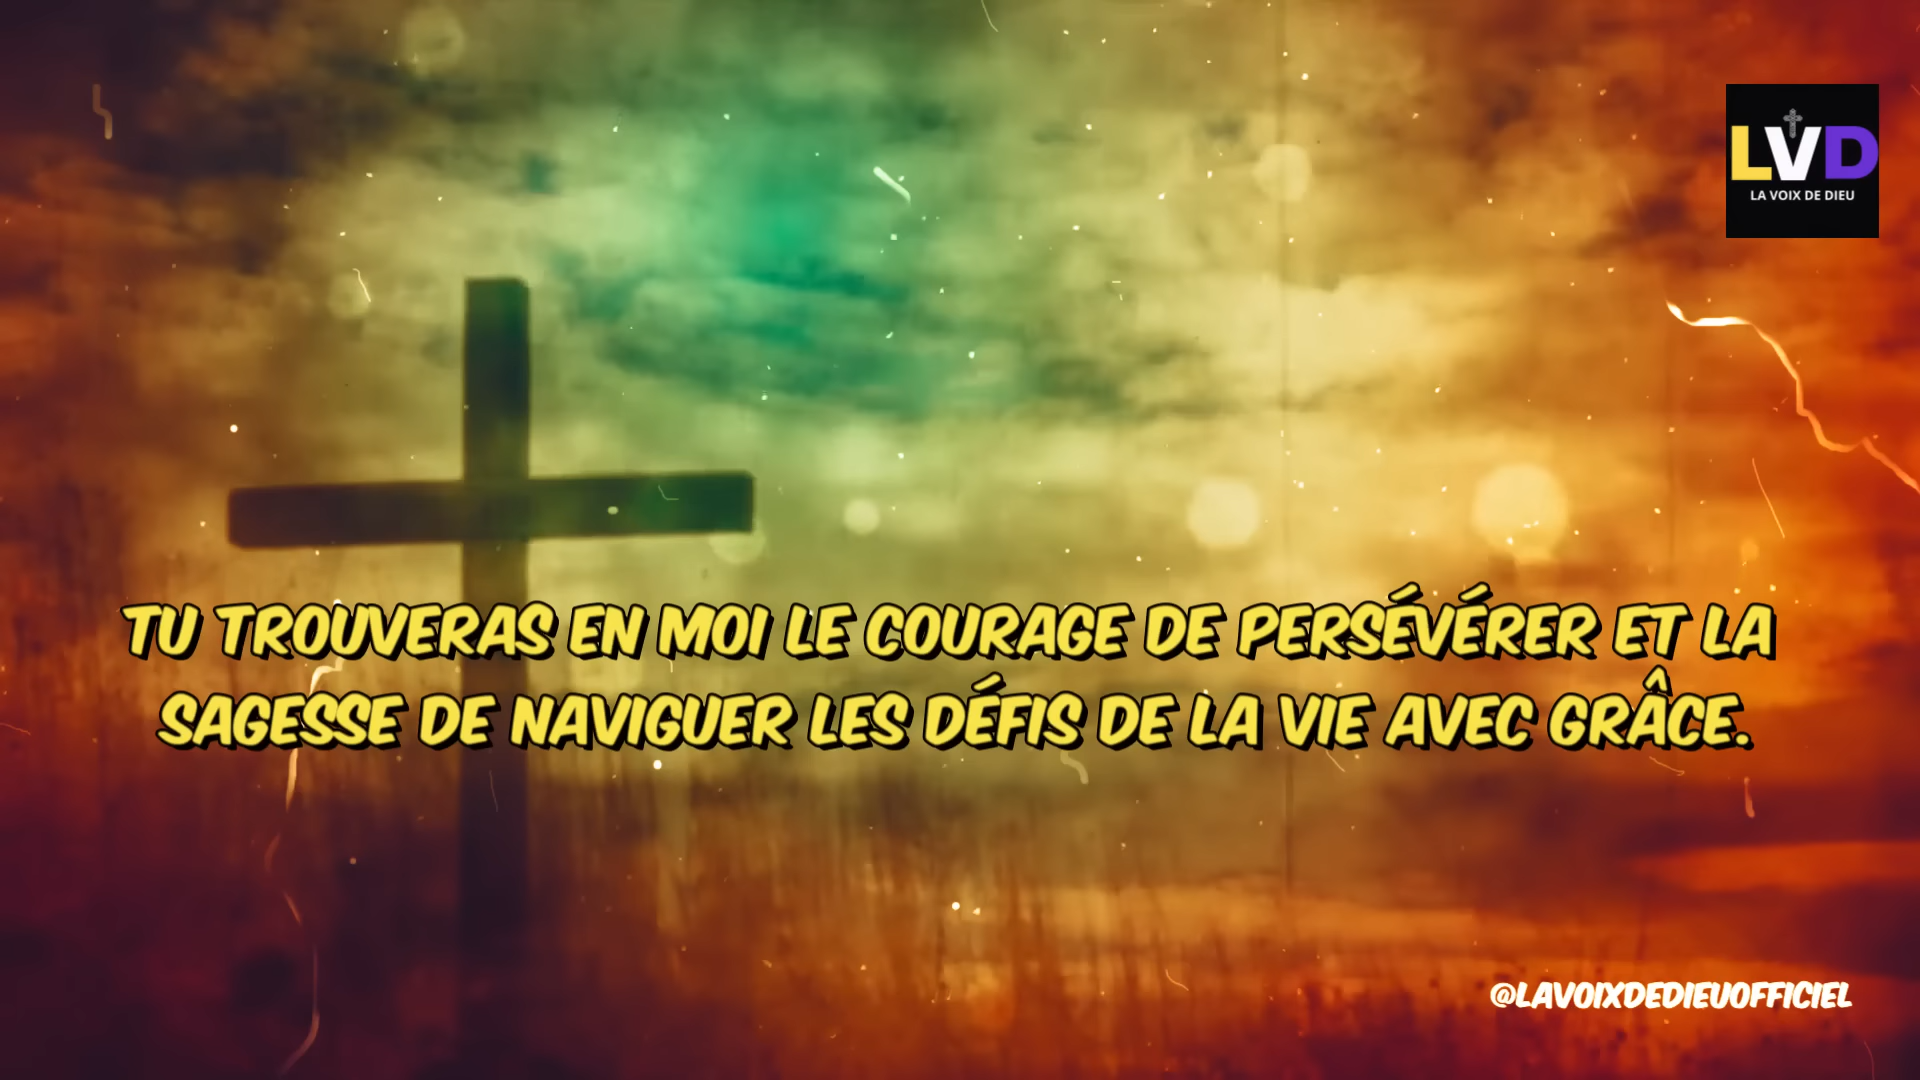 LVD
LA VOIX DE DIEU
TU TROUVERAS EN MOI LE COURAGE DE PERSÉVÉRER ET LA
SAGESSE DE NAVIGUER LES DÉFIS DE LA VIE AVEC GRÂCE.
@LAVOIXDEDIEUOFFICIEL